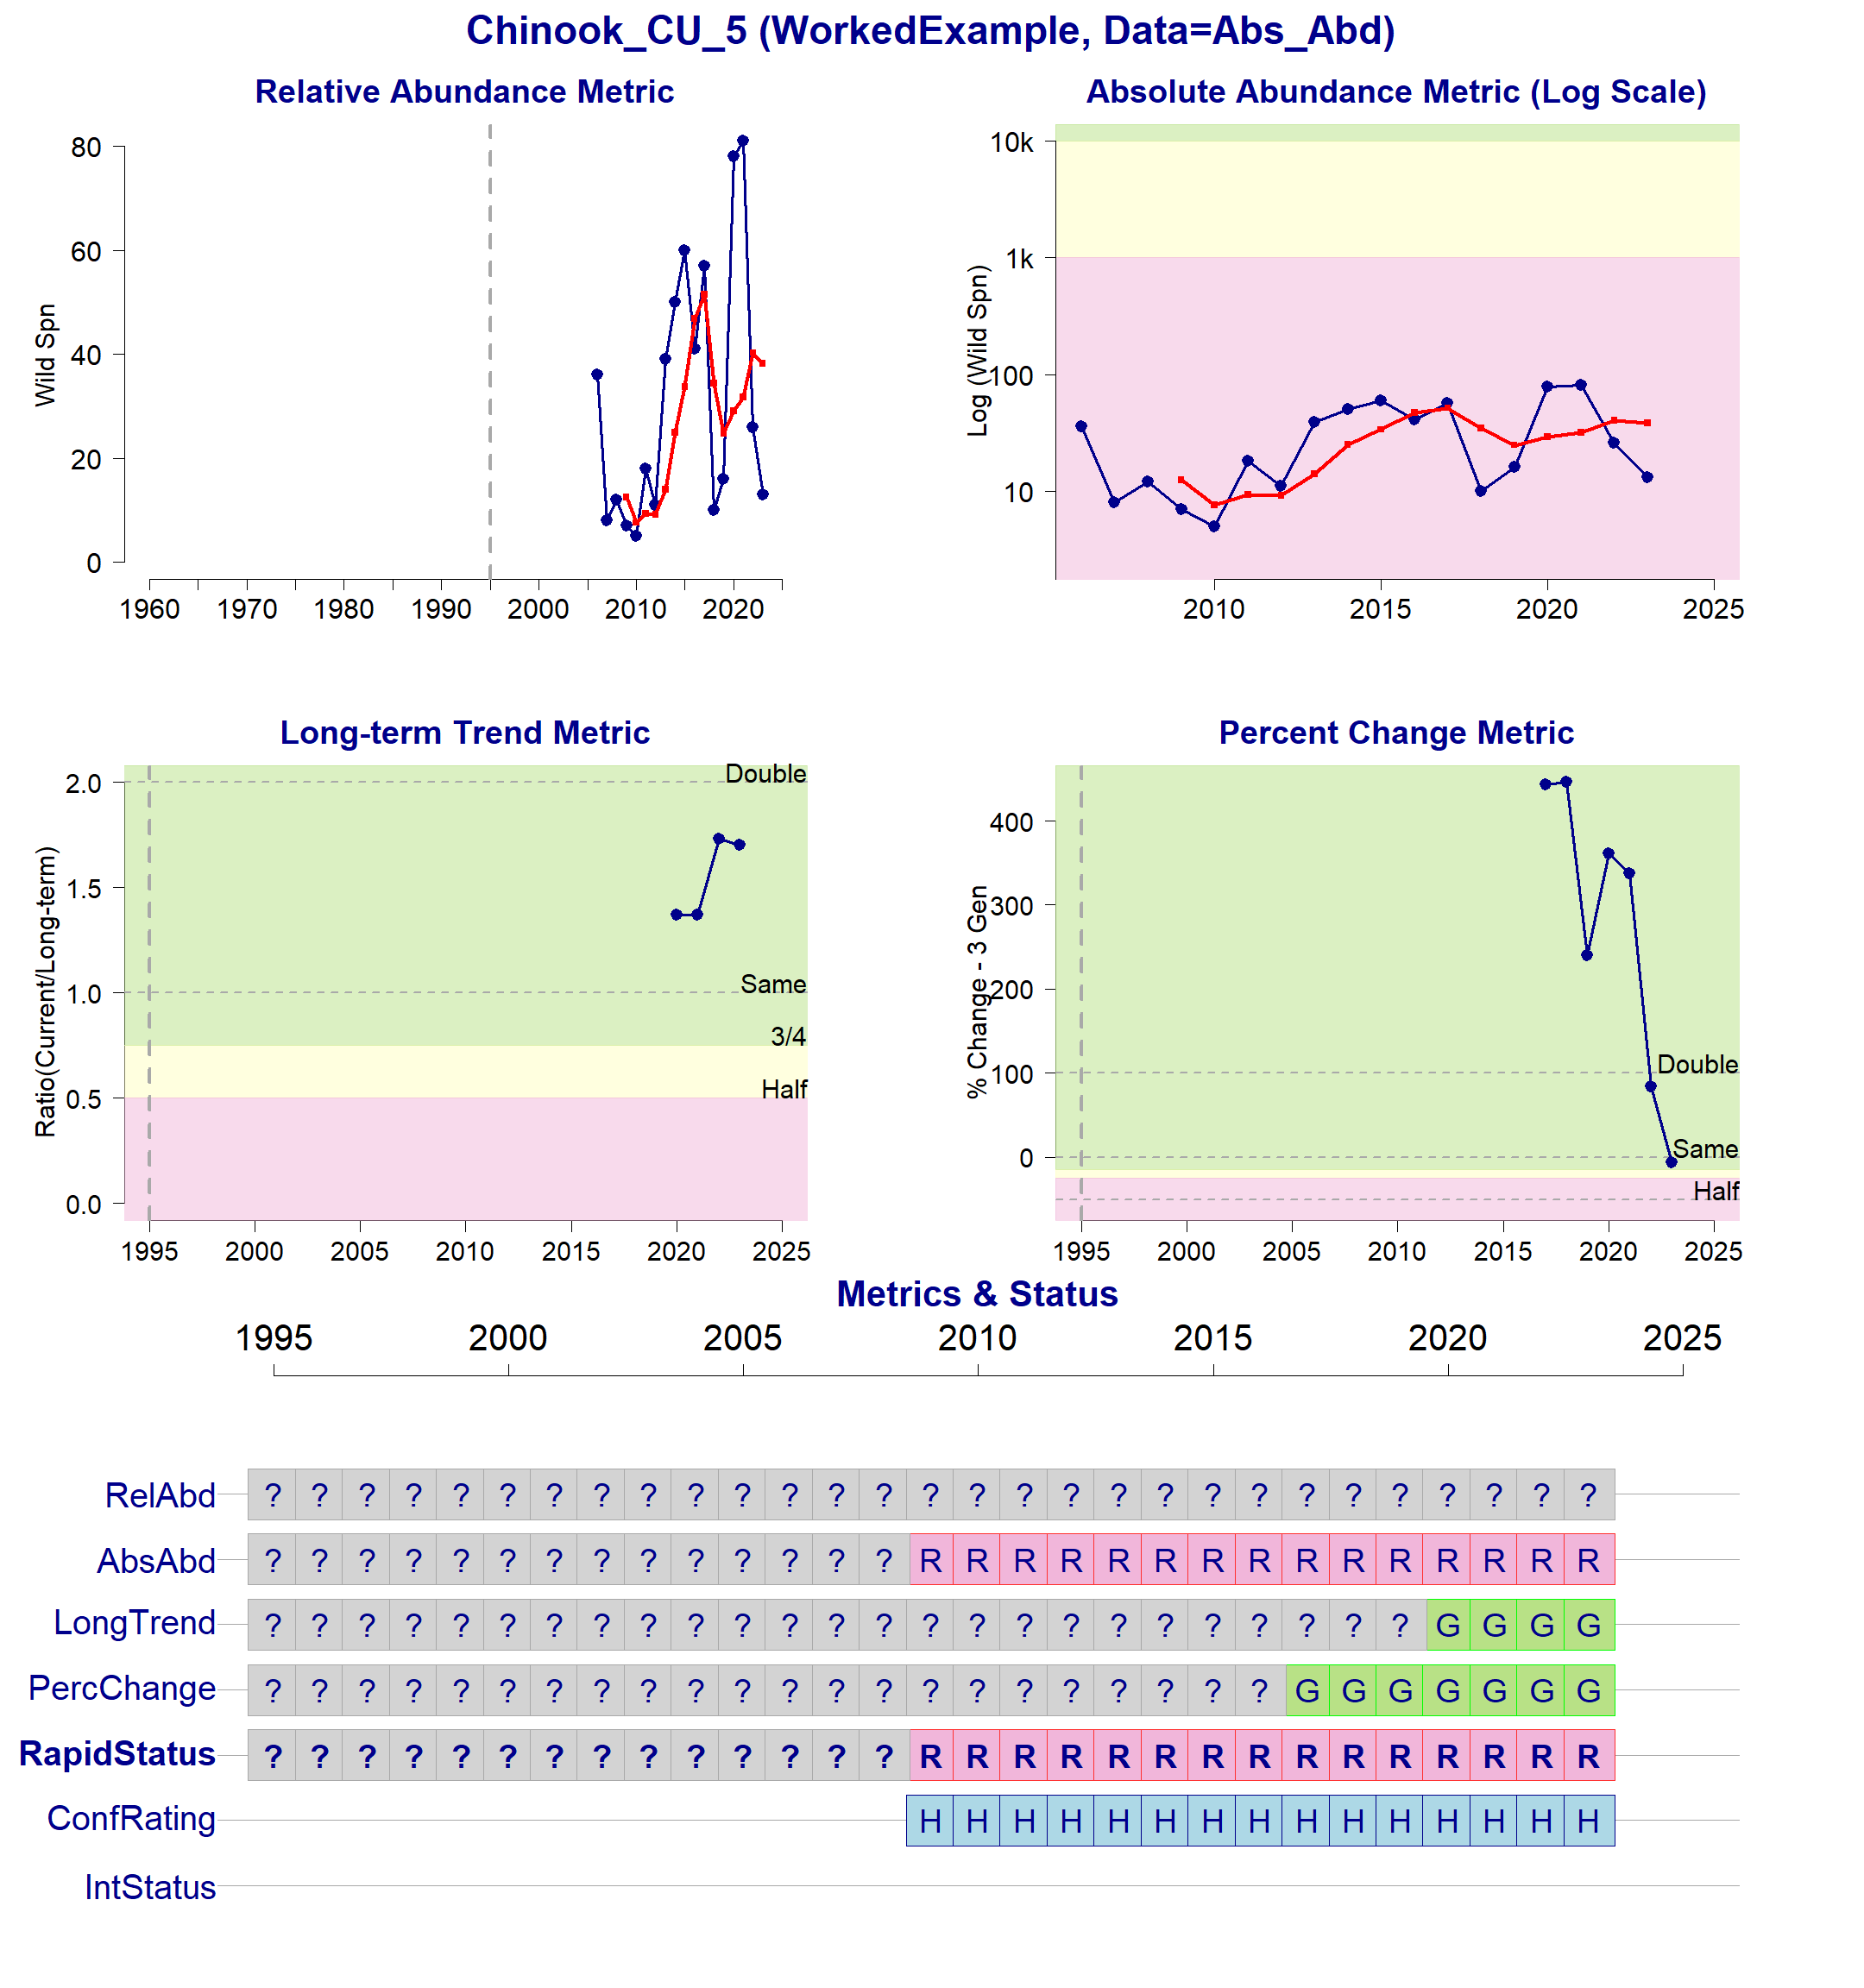 Chinook_CU_5 (WorkedExample, Data=Abs_Abd)
Relative Abundance Metric
Wild Spn
80
60
40
20
0
1960 1970 1980 1990 2000 2010 2020
Absolute Abundance Metric (Log Scale)
Log (Wild Spn)
10k
1k
100
10
2010 2015 2020 2025
Long-term Trend Metric
Ratio(Current/Long-term)
2.0
1.5
1.0
0.5
0.0
Double
Same
3/4
Half
1995 2000 2005 2010 2015 2020 2025
Percent Change Metric
% Change - 3 Gen
400
300
200
100
0
Double
Same
Half
1995 2000 2005 2010 2015 2020 2025
Metrics & Status
1995 2000 2005 2010 2015 2020 2025
RelAbd ? ? ? ? ? ? ? ? ? ? ? ? ? ? ? ? ? ? ? ? ? ? ? ? ? ? ? ? ?
AbsAbd ? ? ? ? ? ? ? ? ? ? ? ? ? ? R R R R R R R R R R R R R R R
LongTrend ? ? ? ? ? ? ? ? ? ? ? ? ? ? ? ? ? ? ? ? ? ? ? ? ? G G G G
PercChange ? ? ? ? ? ? ? ? ? ? ? ? ? ? ? ? ? ? ? ? ? ? G G G G G G G
RapidStatus ? ? ? ? ? ? ? ? ? ? ? ? ? ? R R R R R R R R R R R R R R R
ConfRating H H H H H H H H H H H H H H H
IntStatus